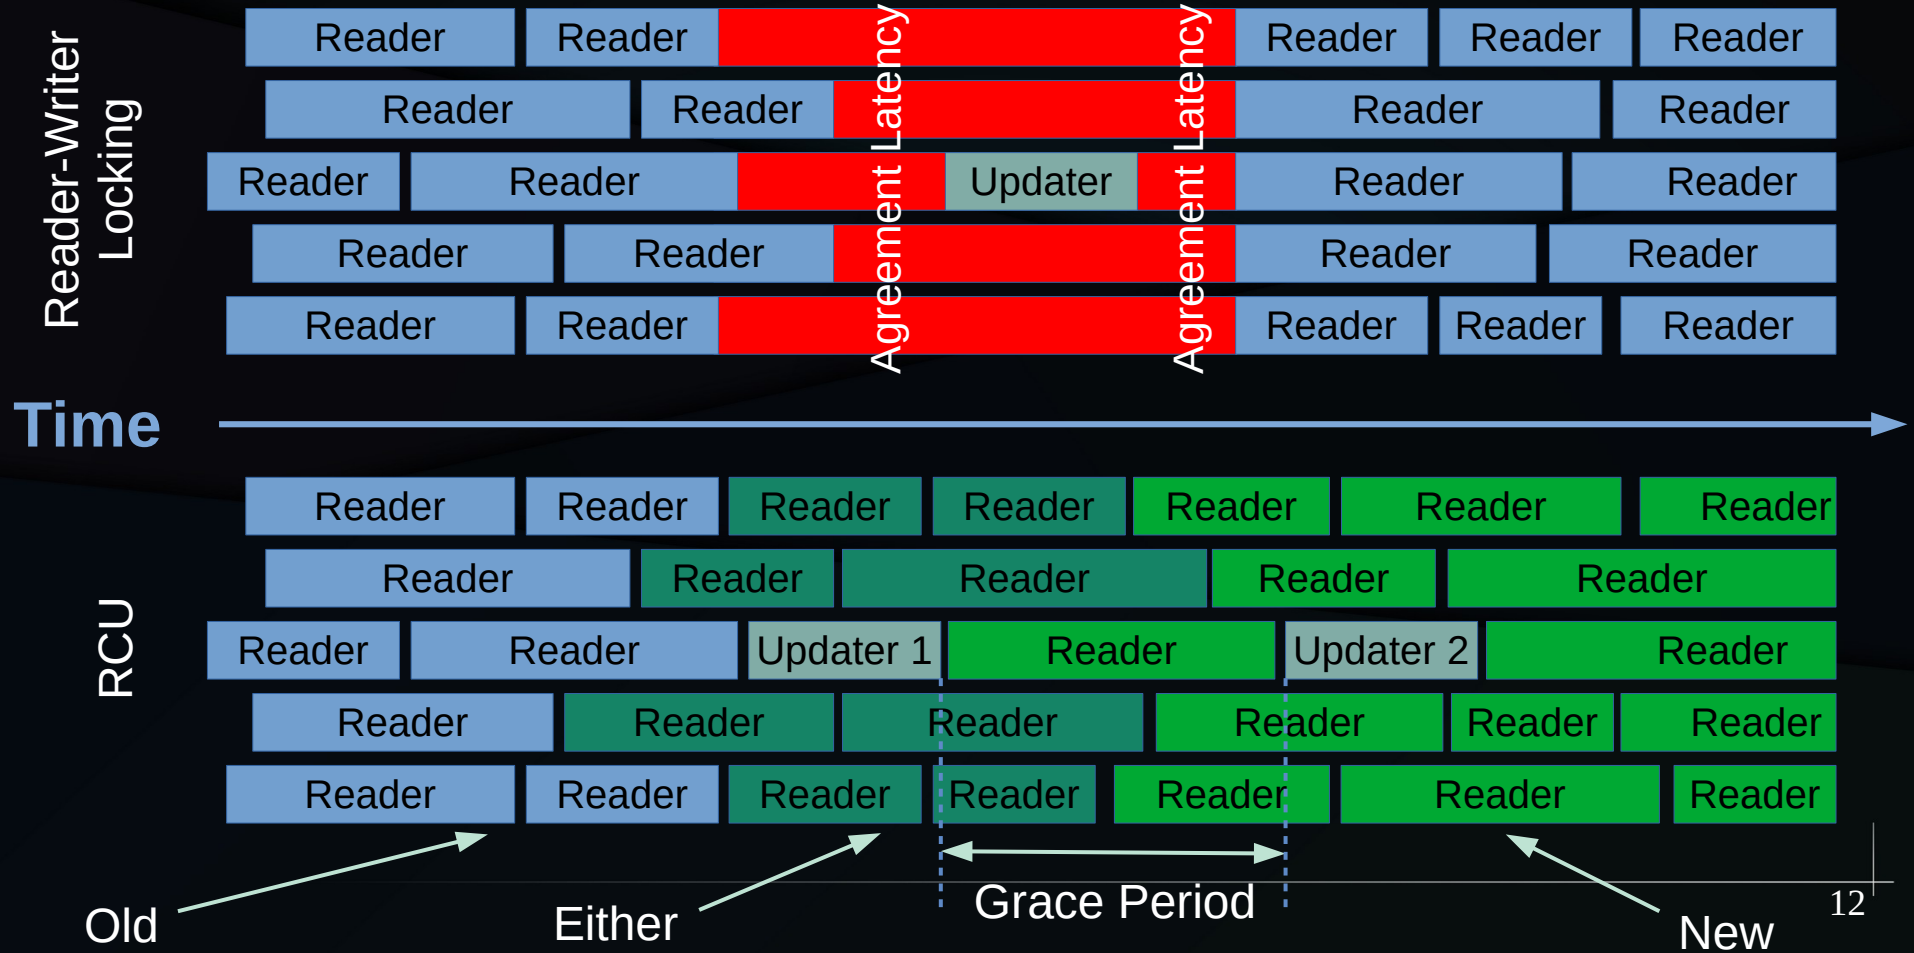 Reader-Writer
Locking
Reader Reader Reader Reader Reader
Reader Reader Reader Reader
Reader Reader Updater Reader Reader
Reader Reader Reader Reader
Reader Reader Reader Reader Reader
Agreement Latency
Agreement Latency
Time
RCU
Reader Reader Reader Reader Reader Reader Reader
Reader Reader Reader Reader Reader
Reader Reader Updater 1 Reader Updater 2 Reader
Reader Reader Reader Reader Reader Reader
Reader Reader Reader Reader Reader Reader Reader
Old
Either
Grace Period
New
12